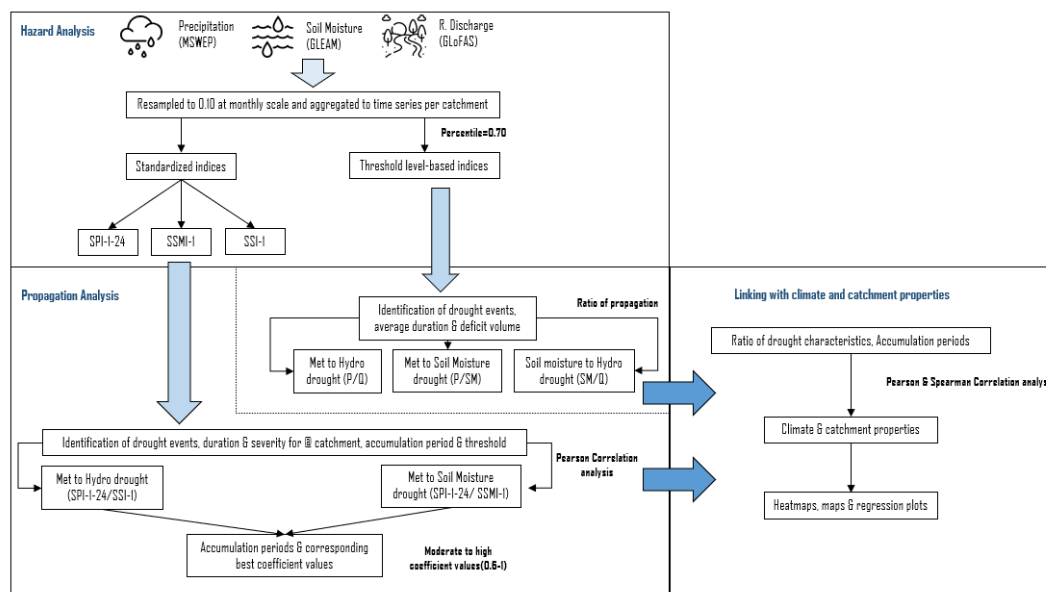 Hazard Analysis
Precipitation
(MSWEP)
Soil Moisture
(GLEAM)
R. Discharge
(GLoFAS)
Resampled to 0.10 at monthly scale and aggregated to time series per catchment
Percentile=0.70
Standardized indices
Threshold level-based indices
SPI-1-24
SSMI-1
SSI-1
Propagation Analysis
Identification of drought events,
average duration & deficit volume
Ratio of propagation
Met to Hydro
drought (P/Q)
Met to Soil Moisture
drought (P/SM)
Soil moisture to Hydro
drought (SM/Q)
Identification of drought events, duration & severity for @ catchment, accumulation period & threshold
Met to Hydro drought
(SPI-1-24/SSI-1)
Met to Soil Moisture
drought (SPI-1-24/ SSMI-1)
Pearson Correlation
analysis
Accumulation periods & corresponding
best coefficient values
Moderate to high
coefficient values(0.6-1)
Linking with climate and catchment properties
Ratio of drought characteristics, Accumulation periods
Pearson & Spearman Correlation analys
Climate & catchment properties
Heatmaps, maps & regression plots